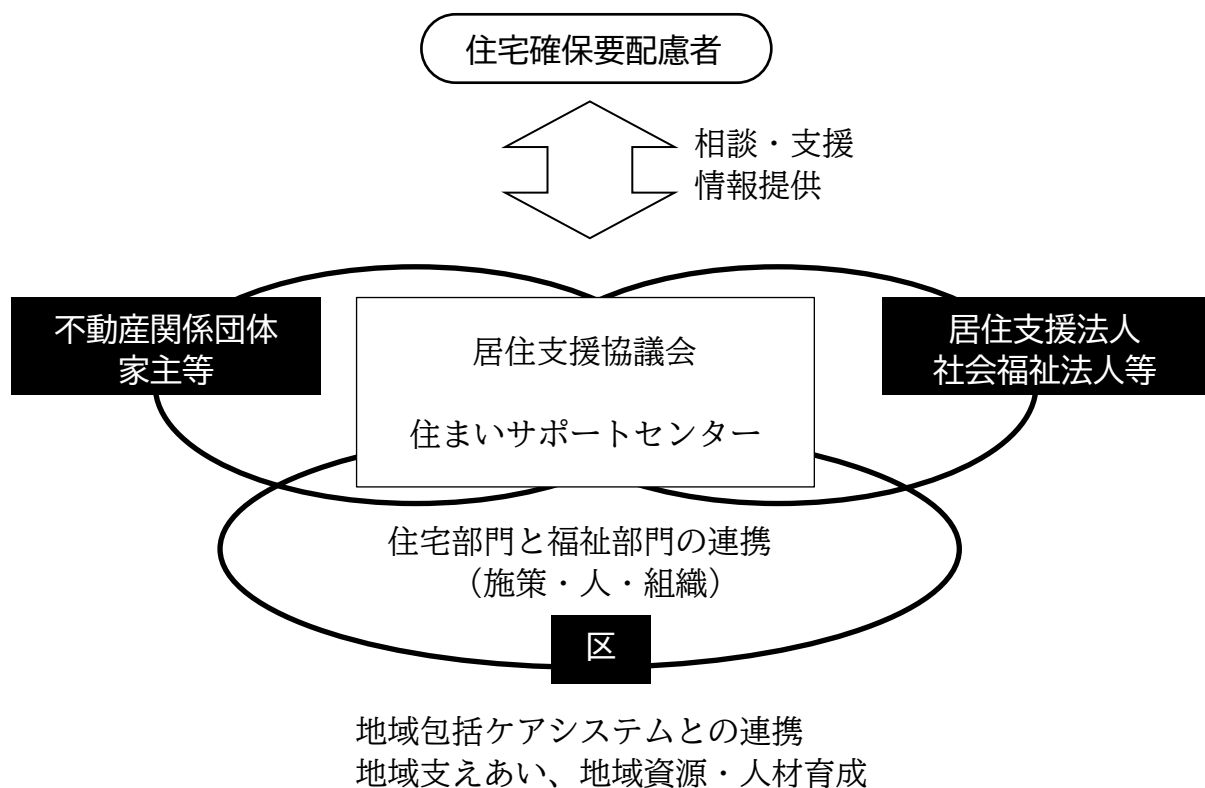 住宅確保要配慮者
相談・支援
情報提供
不動産関係団体
家主等
居住支援協議会
住まいサポートセンター
居住支援法人
社会福祉法人等
住宅部門と福祉部門の連携
（施策・人・組織）
区
地域包括ケアシステムとの連携
地域支えあい、地域資源・人材育成